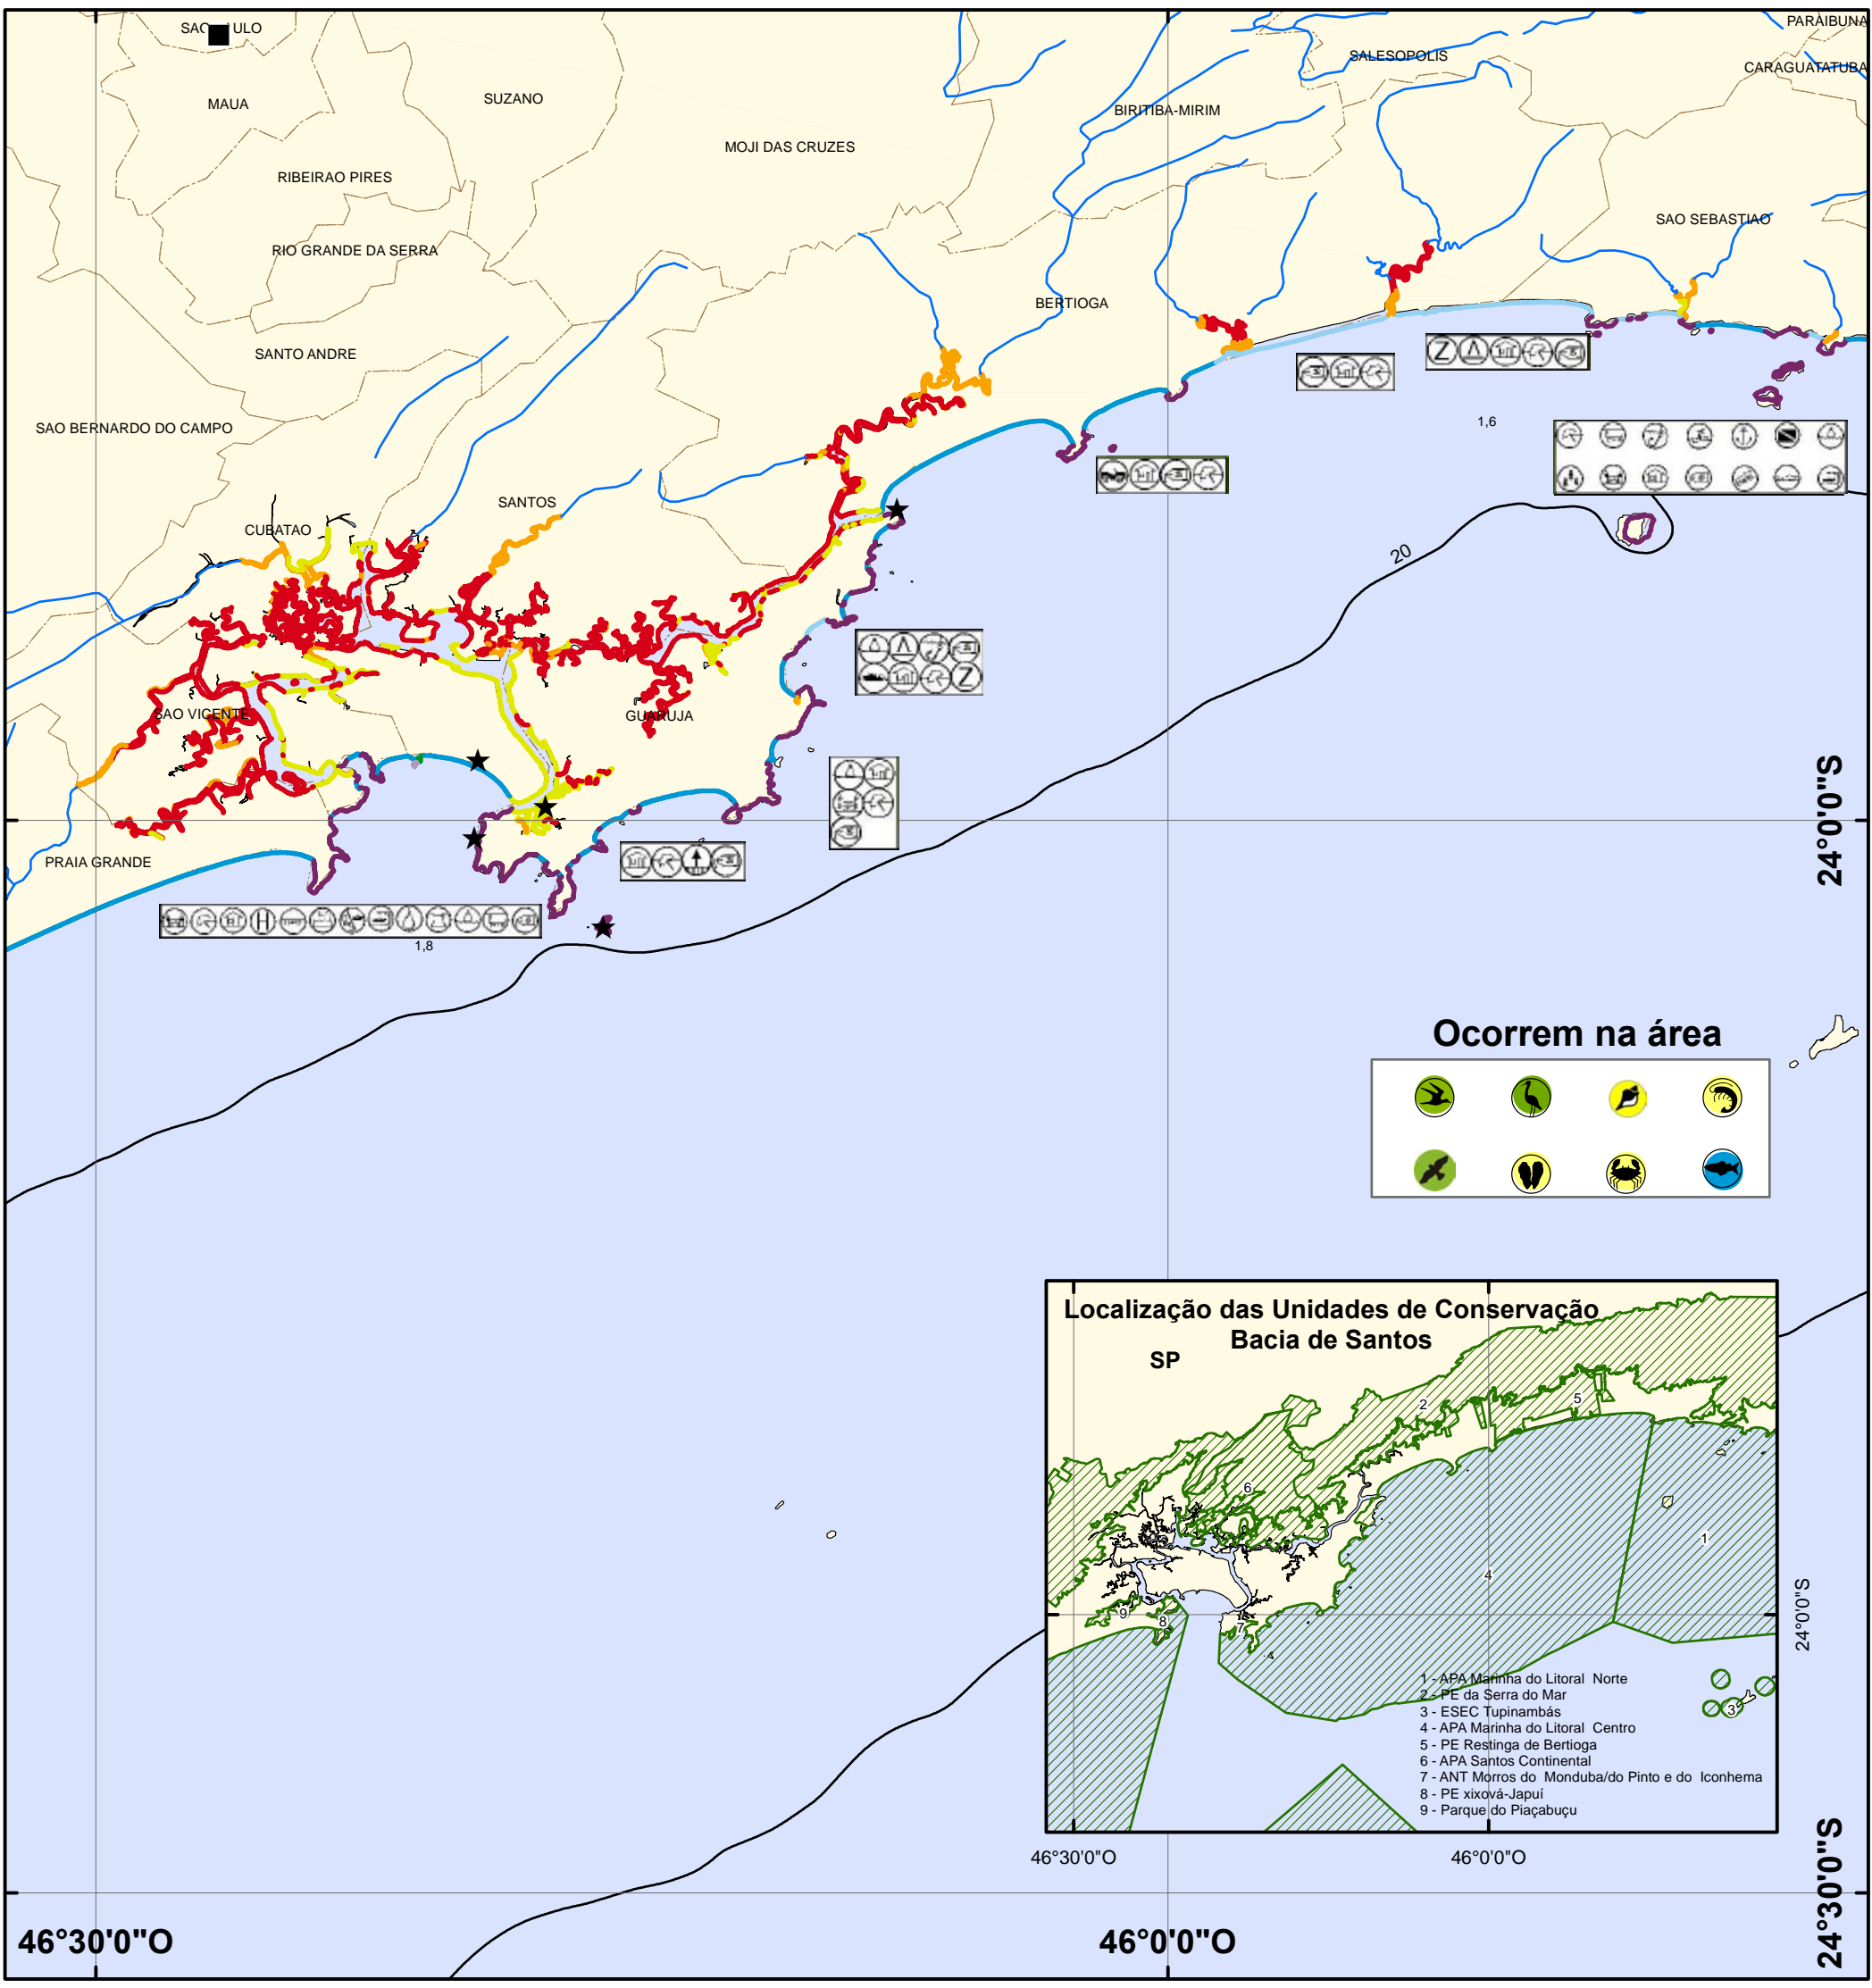 SAO ULO
PARAIBUNA
SALESOPOLIS
CARAGUATATUBA
MAUA
SUZANO
BIRITIBA-MIRIM
MOJI DAS CRUZES
RIBEIRAO PIRES
SAO SEBASTIAO
RIO GRANDE DA SERRA
BERTIOGA
SANTO ANDRE
SAO BERNARDO DO CAMPO
1,6
SANTOS
CUBATAO
20
SAO VICENTE
GUARUJA
24°0'0"S
PRAIA GRANDE
1,8
Z
Z
H
Ocorrem na área
Localização das Unidades de Conservação
Bacia de Santos
SP
2
5
6
1
4
9
8
7
3
24°0'0"S
1 - APA Marinha do Litoral Norte
2 - PE da Serra do Mar
3 - ESEC Tupinambás
4 - APA Marinha do Litoral Centro
5 - PE Restinga de Bertioga
6 - APA Santos Continental
7 - ANT Morros do Monduba/do Pinto e do Iconhema
8 - PE xixová-Japuí
9 - Parque do Piaçabuçu
46°30'0"O
46°0'0"O
24°30'0"S
46°30'0"O
46°0'0"O